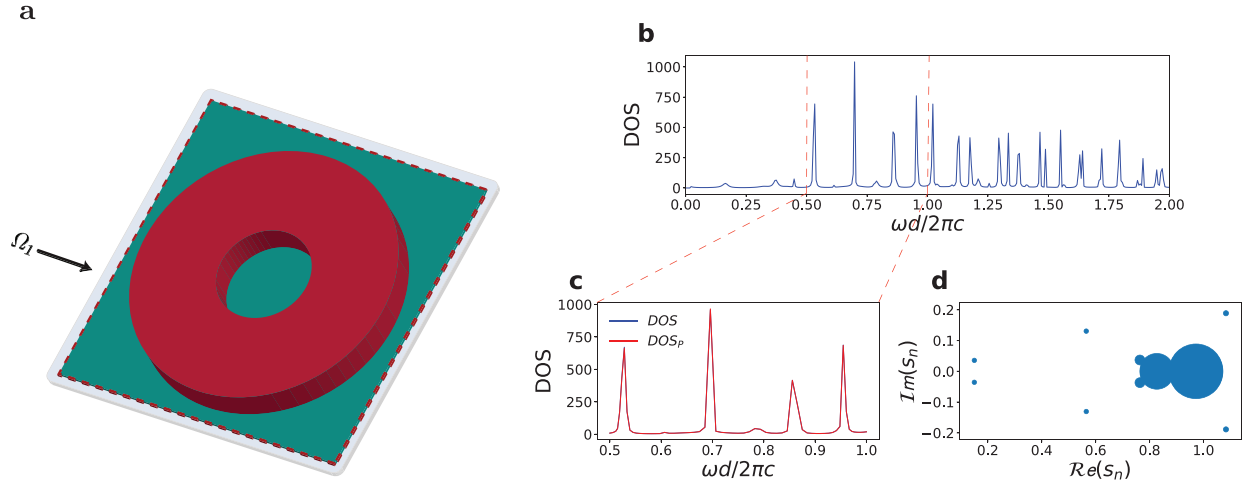 a
Ω₁
b
DOS
1000
750
500
250
0
0.00 0.25 0.50 0.75 1.00 1.25 1.50 1.75 2.00
ωd/2πc
c
DOS
1000
750
500
250
0
DOS
DOS_P
0.5 0.6 0.7 0.8 0.9 1.0
ωd/2πc
d
ℐm(s_n)
0.2
0.1
0.0
−0.1
−0.2
0.2 0.4 0.6 0.8 1.0
ℛe(s_n)